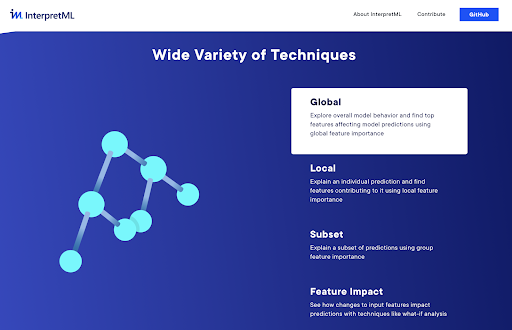 InterpretML
About InterpretML
Contribute
GitHub
Wide Variety of Techniques
Global
Explore overall model behavior and find top
features affecting model predictions using
global feature importance
Local
Explain an individual prediction and find
features contributing to it using local feature
importance
Subset
Explain a subset of predictions using group
feature importance
Feature Impact
See how changes to input features impact
predictions with techniques like what-if analysis